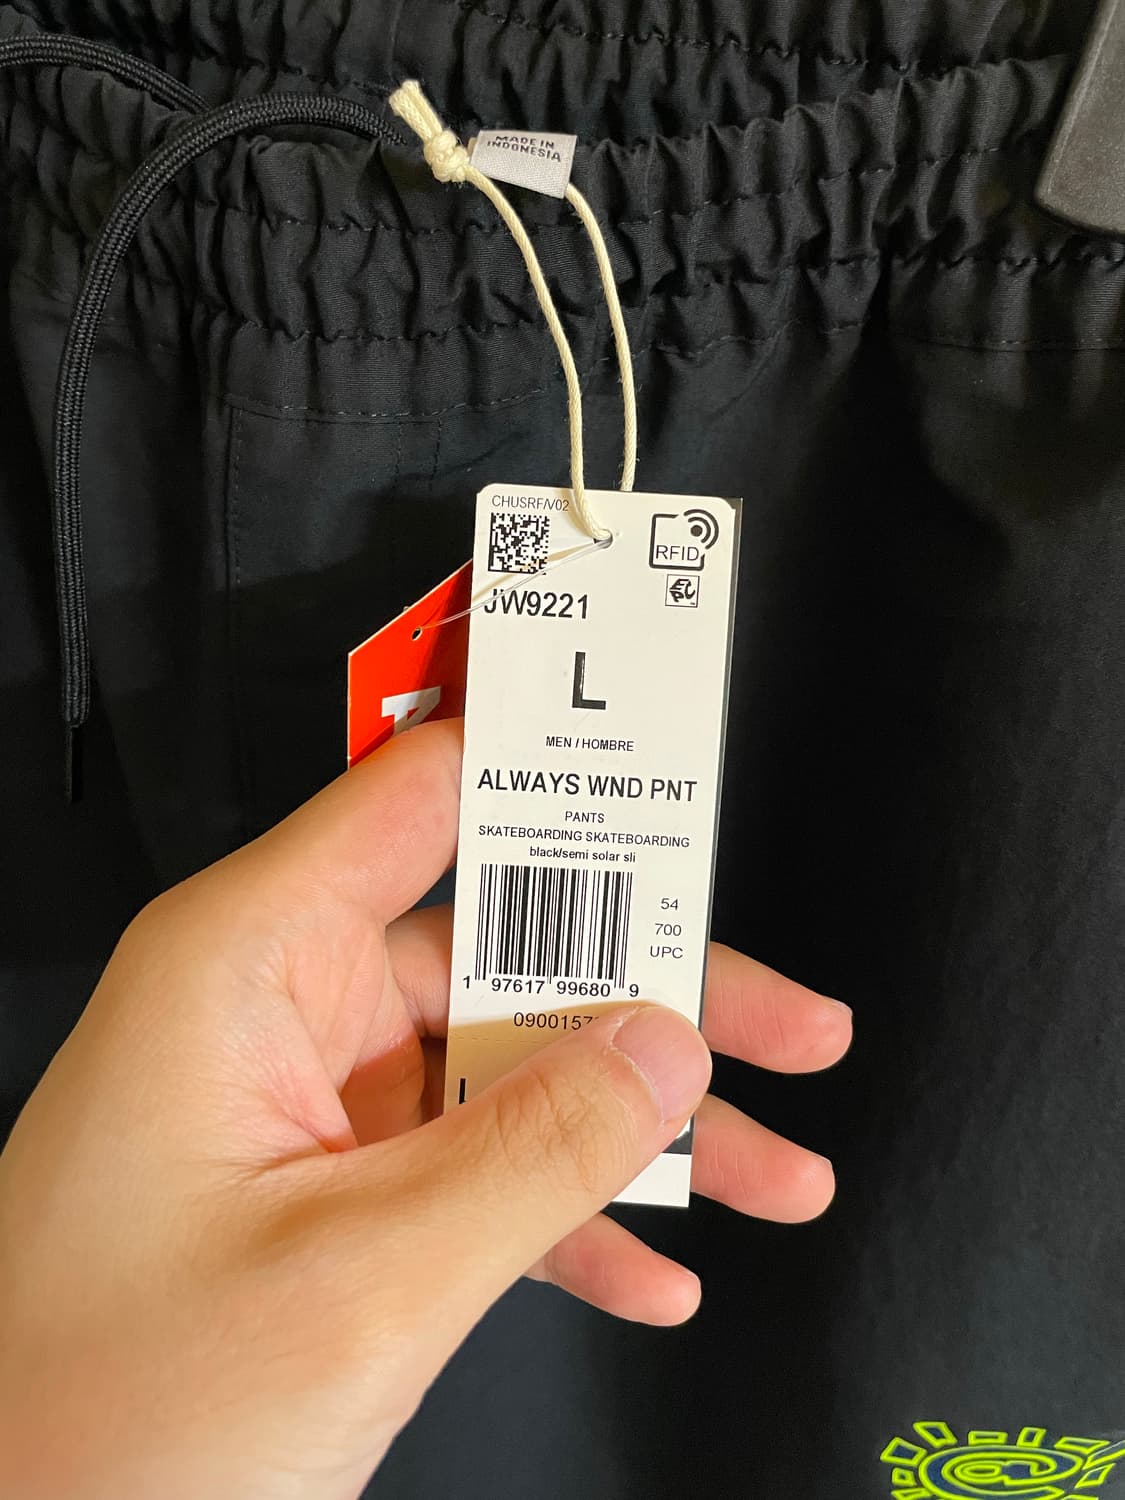 MADE IN
INDONESIA
CHUSRF/V02
RFID
JW9221
L
MEN / HOMBRE
ALWAYS WND PNT
PANTS
SKATEBOARDING SKATEBOARDING
black/semi solar sli
54
700
UPC
1 97617 99680 9
090015
L